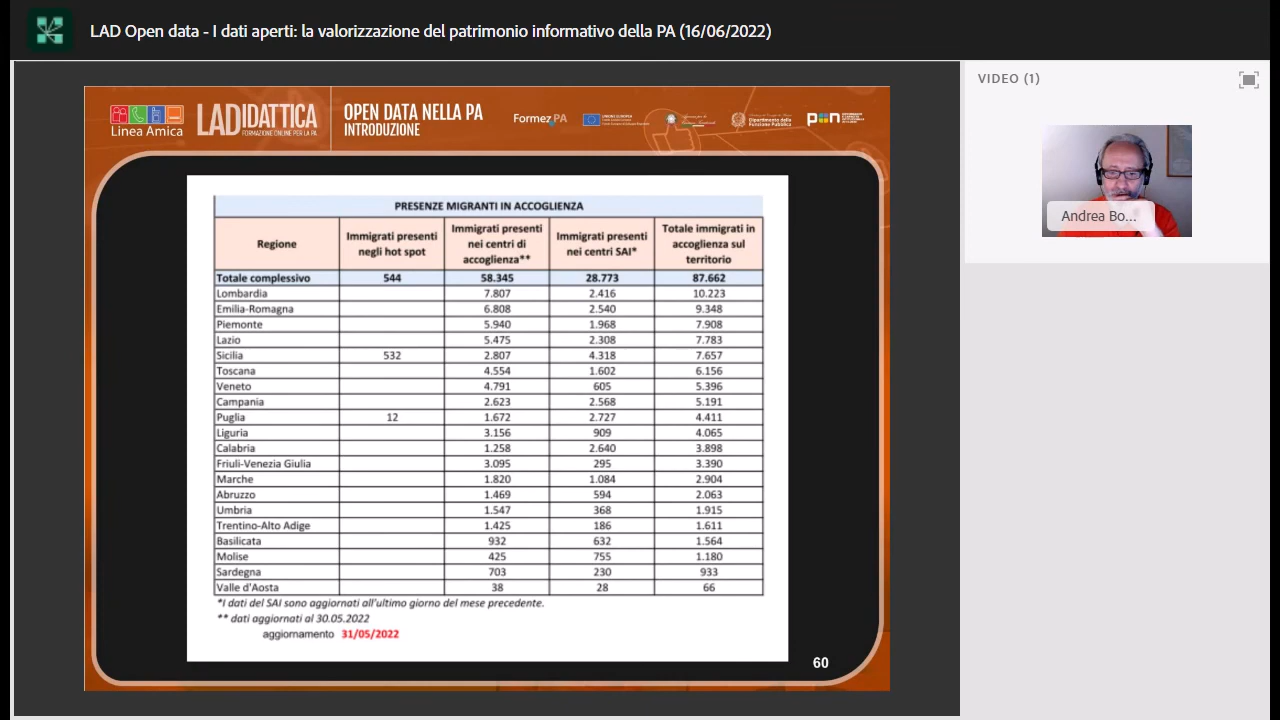 LAD Open data - I dati aperti: la valorizzazione del patrimonio informativo della PA (16/06/2022)
VIDEO (1)
Linea Amica
LADIDATTICA
FORMAZIONE ONLINE PER LA PA
OPEN DATA NELLA PA
INTRODUZIONE
FormezPA
UNIONE EUROPEA
Dipartimento della
Funzione Pubblica
pon
Andrea Bo...
PRESENZE MIGRANTI IN ACCOGLIENZA
Regione Immigrati presenti negli hot spot Immigrati presenti nei centri di accoglienza** Immigrati presenti nei centri SAI* Totale immigrati in accoglienza sul territorio
Totale complessivo 544 58.345 28.773 87.662
Lombardia 7.807 2.416 10.223
Emilia-Romagna 6.808 2.540 9.348
Piemonte 5.940 1.968 7.908
Lazio 5.475 2.308 7.783
Sicilia 532 2.807 4.318 7.657
Toscana 4.554 1.602 6.156
Veneto 4.791 605 5.396
Campania 2.623 2.568 5.191
Puglia 12 1.672 2.727 4.411
Liguria 3.156 909 4.065
Calabria 1.258 2.640 3.898
Friuli-Venezia Giulia 3.095 295 3.390
Marche 1.820 1.084 2.904
Abruzzo 1.469 594 2.063
Umbria 1.547 368 1.915
Trentino-Alto Adige 1.425 186 1.611
Basilicata 932 632 1.564
Molise 425 755 1.180
Sardegna 703 230 933
Valle d'Aosta 38 28 66
*I dati del SAI sono aggiornati all'ultimo giorno del mese precedente.
** dati aggiornati al 30.05.2022
aggiornamento 31/05/2022
60